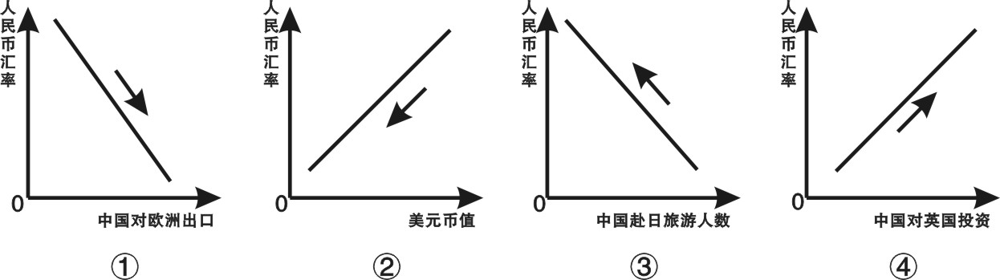 人民币汇率
0
中国对欧洲出口
①
人民币汇率
0
美元币值
②
人民币汇率
0
中国赴日旅游人数
③
人民币汇率
0
中国对英国投资
④